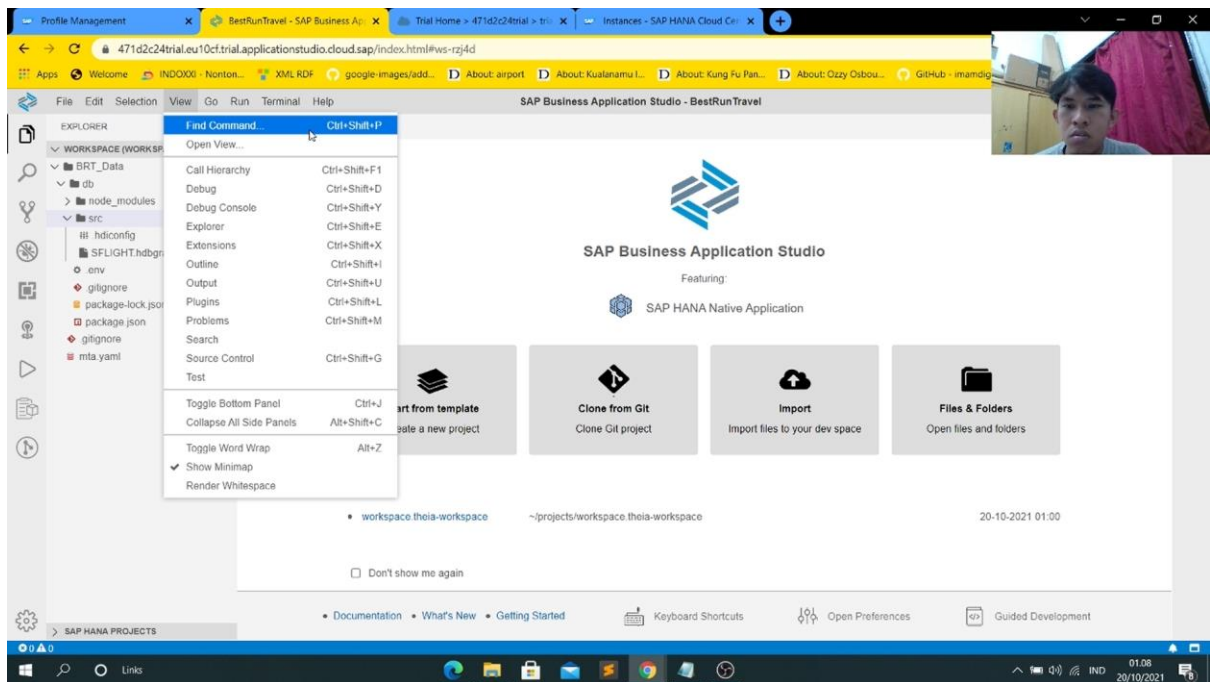 Profile Management
BestRunTravel - SAP Business Ap
Trial Home > 471d2c24trial > tri
Instances - SAP HANA Cloud Cen
471d2c24trial.eu10cf.trial.applicationstudio.cloud.sap/index.html#ws-rzj4d
Apps Welcome INDOXXI - Nonton... XML RDF google-images/add... About: airport About: Kualanamu I... About: Kung Fu Pan... About: Ozzy Osbou... GitHub - imamdig
File Edit Selection View Go Run Terminal Help SAP Business Application Studio - BestRunTravel
EXPLORER
WORKSPACE (WORKSP
BRT_Data
db
node_modules
src
.hdiconfig
SFLIGHT.hdbgr
.env
.gitignore
package-lock.json
package.json
gitignore
mta.yaml
SAP HANA PROJECTS
Find Command... Ctrl+Shift+P
Open View...
Call Hierarchy Ctrl+Shift+F1
Debug Ctrl+Shift+D
Debug Console Ctrl+Shift+Y
Explorer Ctrl+Shift+E
Extensions Ctrl+Shift+X
Outline Ctrl+Shift+I
Output Ctrl+Shift+U
Plugins Ctrl+Shift+L
Problems Ctrl+Shift+M
Search
Source Control Ctrl+Shift+G
Test
Toggle Bottom Panel Ctrl+J
Collapse All Side Panels Alt+Shift+C
Toggle Word Wrap Alt+Z
Show Minimap
Render Whitespace
SAP Business Application Studio
Featuring:
SAP HANA Native Application
art from template
eate a new project
Clone from Git
Clone Git project
Import
Import files to your dev space
Files & Folders
Open files and folders
workspace.theia-workspace ~/projects/workspace.theia-workspace 20-10-2021 01:00
Don't show me again
Documentation What's New Getting Started Keyboard Shortcuts Open Preferences Guided Development
0 0
Links
IND
01.08
20/10/2021